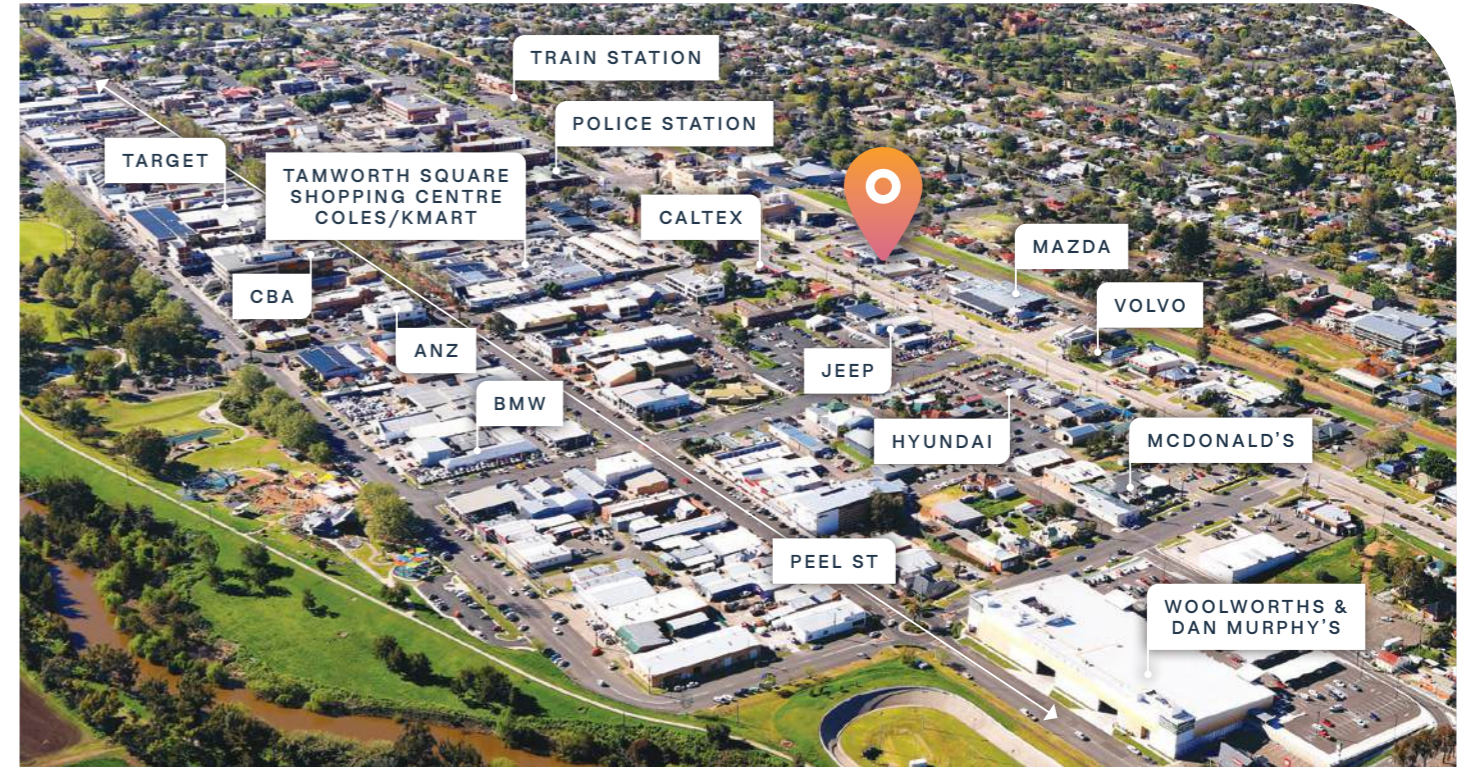 TRAIN STATION
POLICE STATION
TARGET
TAMWORTH SQUARE
SHOPPING CENTRE
COLES/KMART
CALTEX
MAZDA
CBA
VOLVO
ANZ
JEEP
BMW
HYUNDAI
MCDONALD'S
PEEL ST
WOOLWORTHS &
DAN MURPHY'S